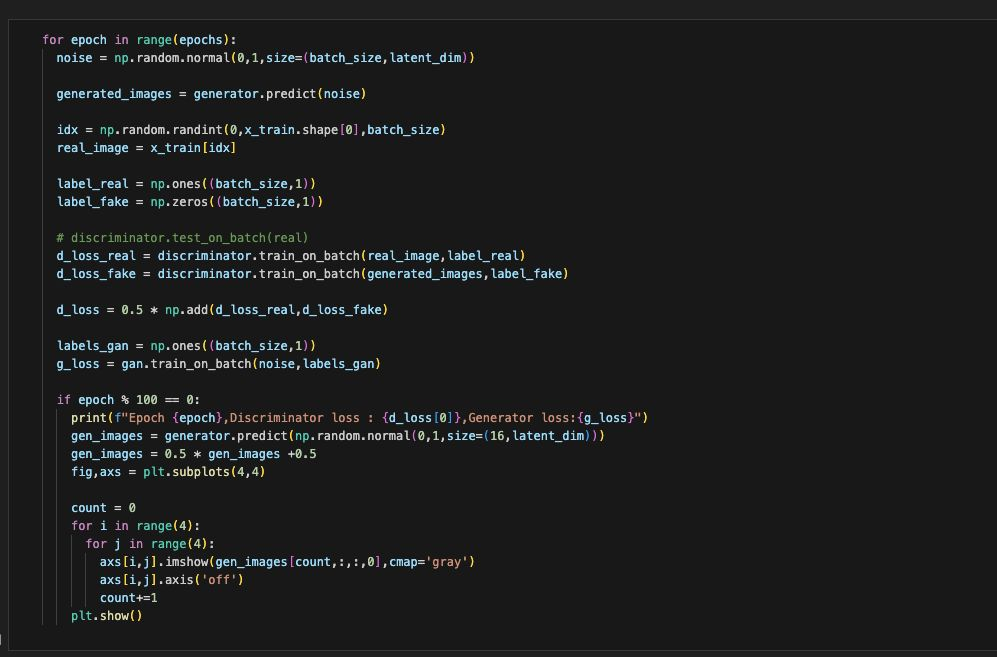 for epoch in range(epochs):
noise = np.random.normal(0,1,size=(batch_size,latent_dim))
generated_images = generator.predict(noise)
idx = np.random.randint(0,x_train.shape[0],batch_size)
real_image = x_train[idx]
label_real = np.ones((batch_size,1))
label_fake = np.zeros((batch_size,1))
# discriminator.test_on_batch(real)
d_loss_real = discriminator.train_on_batch(real_image,label_real)
d_loss_fake = discriminator.train_on_batch(generated_images,label_fake)
d_loss = 0.5 * np.add(d_loss_real,d_loss_fake)
labels_gan = np.ones((batch_size,1))
g_loss = gan.train_on_batch(noise,labels_gan)
if epoch % 100 == 0:
print(f"Epoch {epoch},Discriminator loss : {d_loss[0]},Generator loss:{g_loss}")
gen_images = generator.predict(np.random.normal(0,1,size=(16,latent_dim)))
gen_images = 0.5 * gen_images +0.5
fig,axs = plt.subplots(4,4)
count = 0
for i in range(4):
for j in range(4):
axs[i,j].imshow(gen_images[count,:,:,0],cmap='gray')
axs[i,j].axis('off')
count+=1
plt.show()